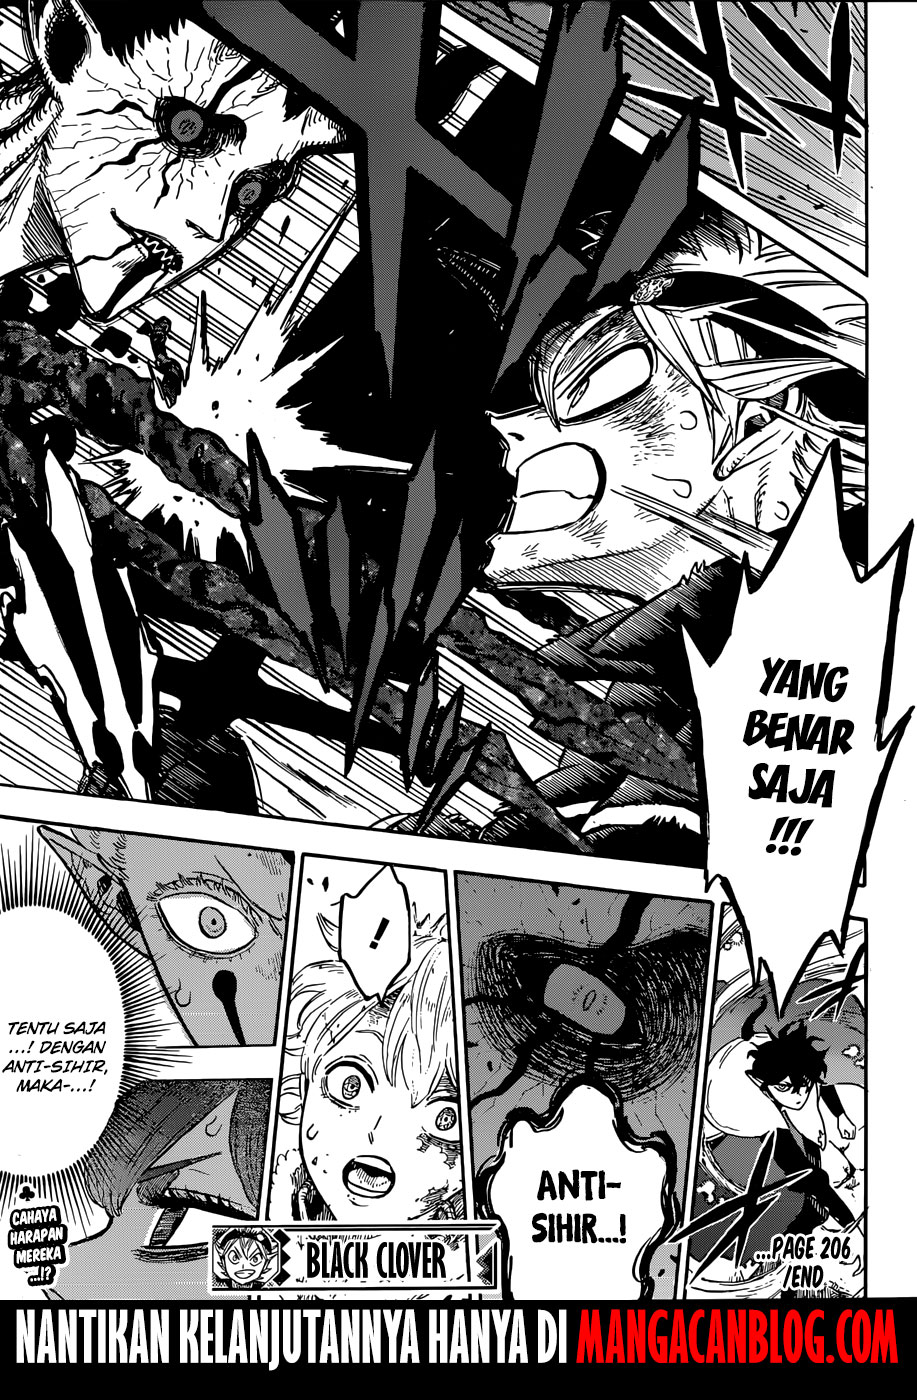 YANG
BENAR
SAJA
!!!
!
ANTI-
SIHIR...!
TENTU SAJA
...! DENGAN
ANTI-SIHIR,
MAKA-...!
CAHAYA
HARAPAN
MEREKA
...!?
BLACK CLOVER
...PAGE 206
/END
NANTIKAN KELANJUTANNYA HANYA DI MANGACANBLOG.COM